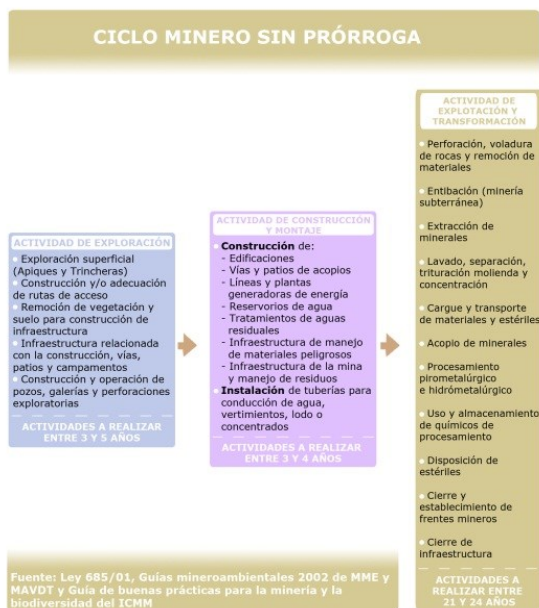 CICLO MINERO SIN PRÓRROGA
ACTIVIDAD DE EXPLORACIÓN
Exploración superficial
(Apiques y Trincheras)
Construcción y/o adecuación
de rutas de acceso
Remoción de vegetación y
suelo para construcción de
infraestructura
Infraestructura relacionada
con la construcción, vías,
patios y campamentos
Construcción y operación de
pozos, galerías y perforaciones
exploratorias
ACTIVIDADES A REALIZAR
ENTRE 3 Y 5 AÑOS
ACTIVIDAD DE CONSTRUCCIÓN
Y MONTAJE
Construcción de:
- Edificaciones
- Vías y patios de acopios
- Líneas y plantas
generadoras de energía
- Reservorios de agua
- Tratamientos de aguas
residuales
- Infraestructura de manejo
de materiales peligrosos
- Infraestructura de la mina
y manejo de residuos
Instalación de tuberías para
conducción de agua,
vertimientos, lodo o
concentrados
ACTIVIDADES A REALIZAR
ENTRE 3 Y 4 AÑOS
ACTIVIDAD DE
EXPLOTACIÓN Y
TRANSFORMACIÓN
Perforación, voladura
de rocas y remoción de
materiales
Entibación (minería
subterránea)
Extracción de
minerales
Lavado, separación,
trituración molienda y
concentración
Cargue y transporte
de materiales y estériles
Acopio de minerales
Procesamiento
pirometalúrgico
e hidrómetalúrgico
Uso y almacenamiento
de químicos de
procesamiento
Disposición de
estériles
Cierre y
establecimiento de
frentes mineros
Cierre de
infraestructura
ACTIVIDADES A
REALIZAR ENTRE
21 Y 24 AÑOS
Fuente: Ley 685/01, Guías mineroambientales 2002 de MME y
MAVDT y Guía de buenas prácticas para la minería y la
biodiversidad del ICMM